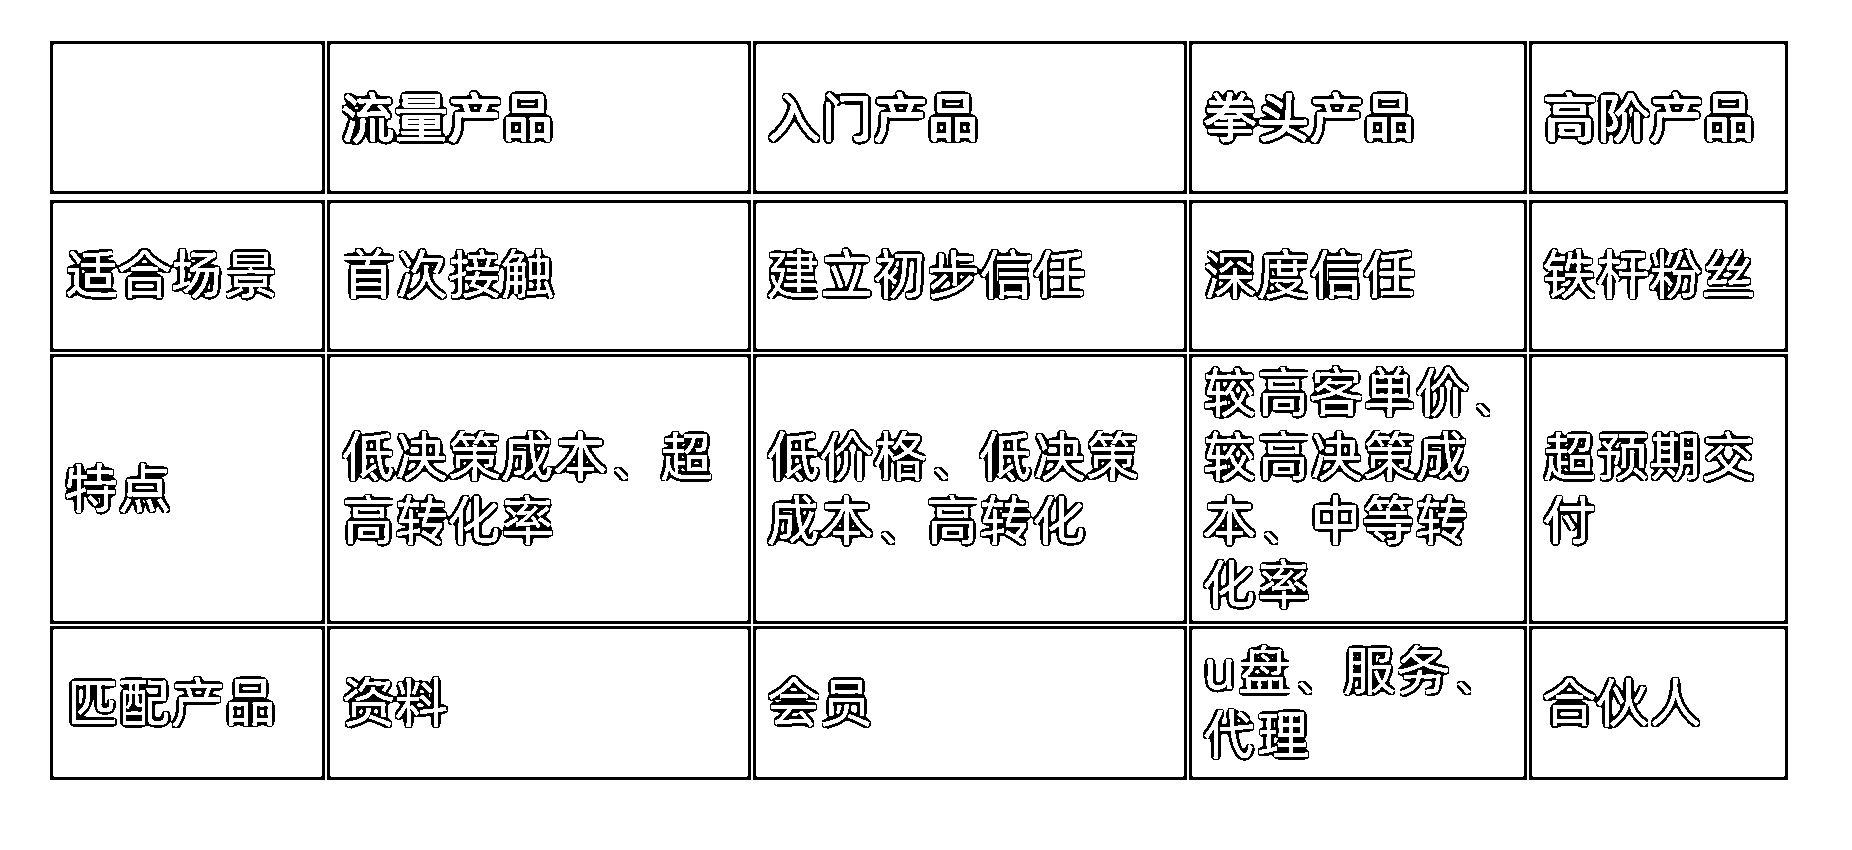 流量产品
入门产品
拳头产品
高阶产品
适合场景
首次接触
建立初步信任
深度信任
铁杆粉丝
特点
低决策成本、超
高转化率
低价格、低决策
成本、高转化
较高客单价、
较高决策成
本、中等转
化率
超预期交
付
匹配产品
资料
会员
u盘、服务、
代理
合伙人